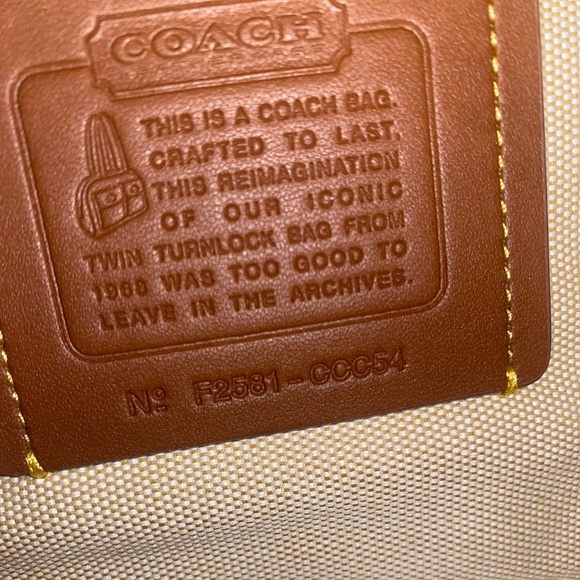 COACH
THIS IS A COACH BAG.
CRAFTED TO LAST.
THIS REIMAGINATION
OF OUR ICONIC
TWIN TURNLOCK BAG FROM
1968 WAS TOO GOOD TO
LEAVE IN THE ARCHIVES.
Nº F2581-CCC54